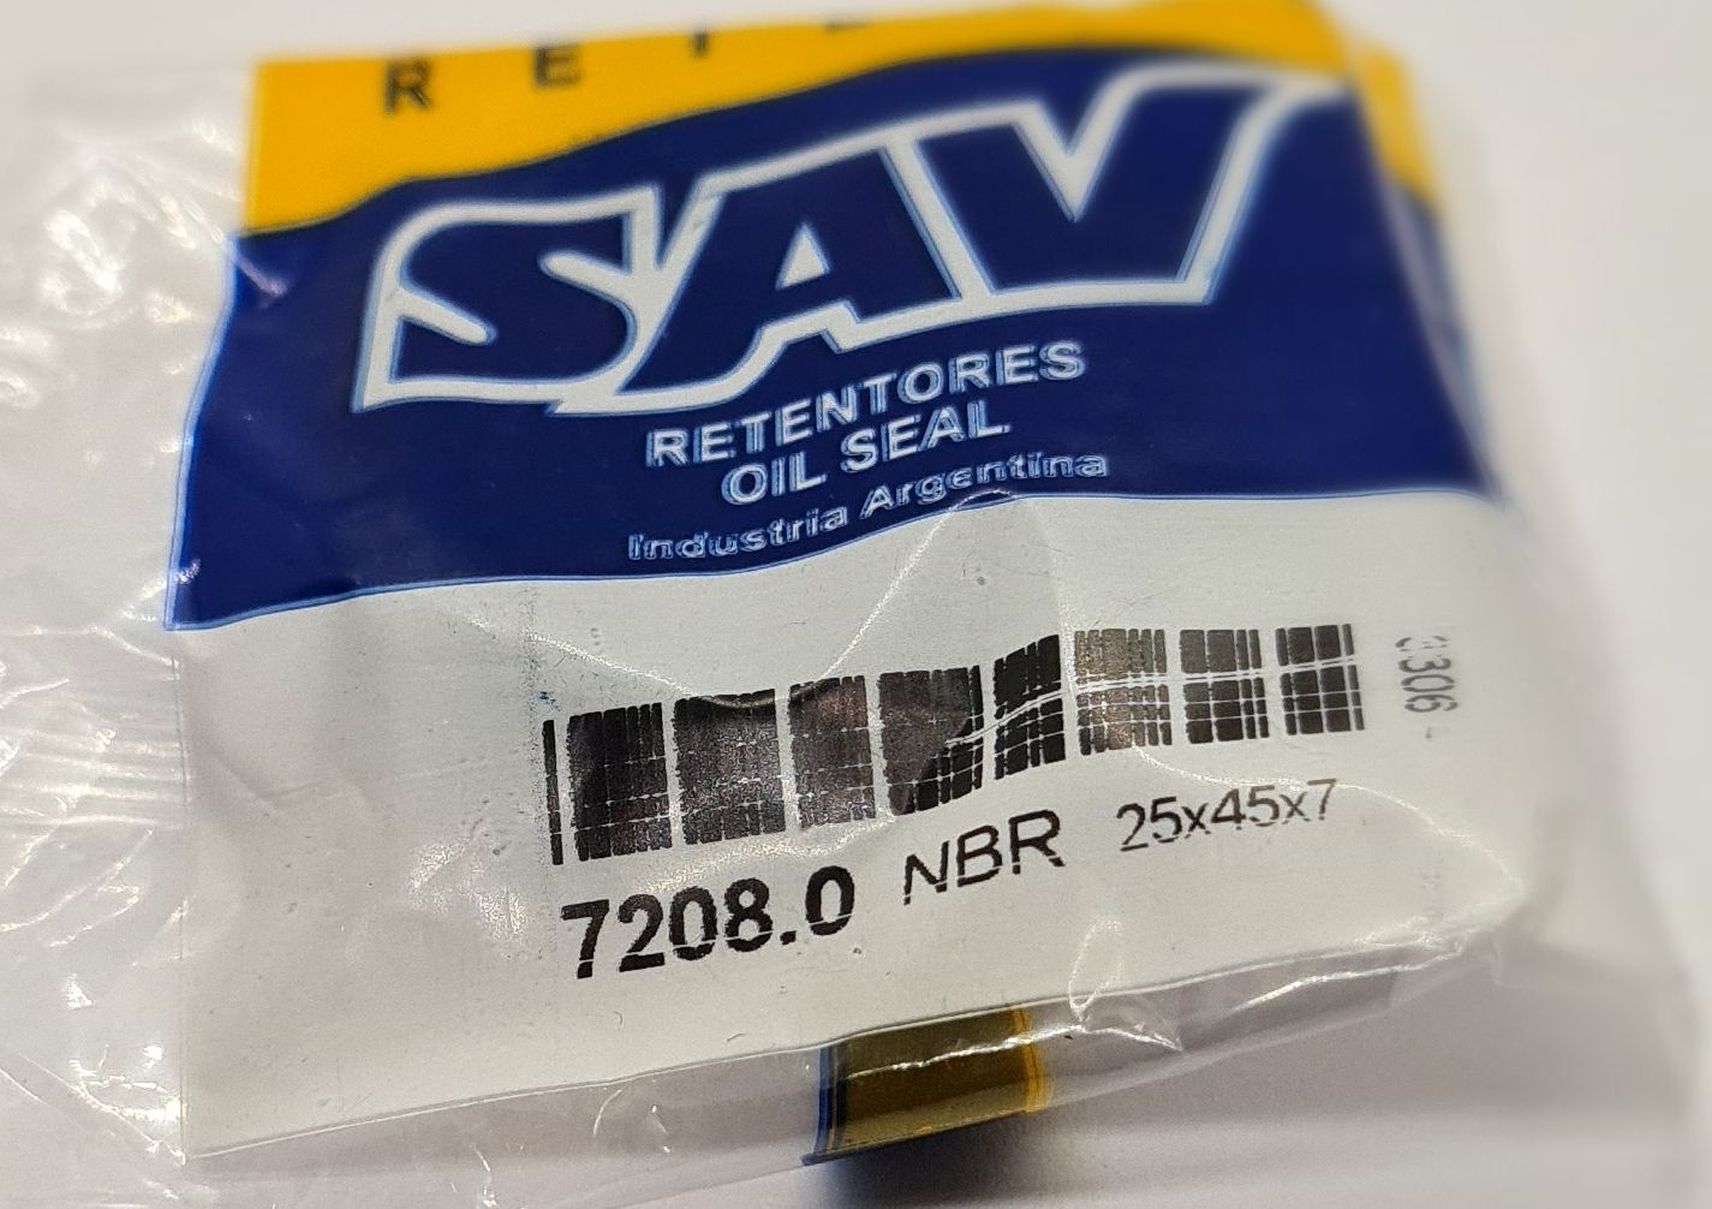 SAV
RETENTORES
OIL SEAL
Industria Argentina
7208.0 NBR 25x45x7